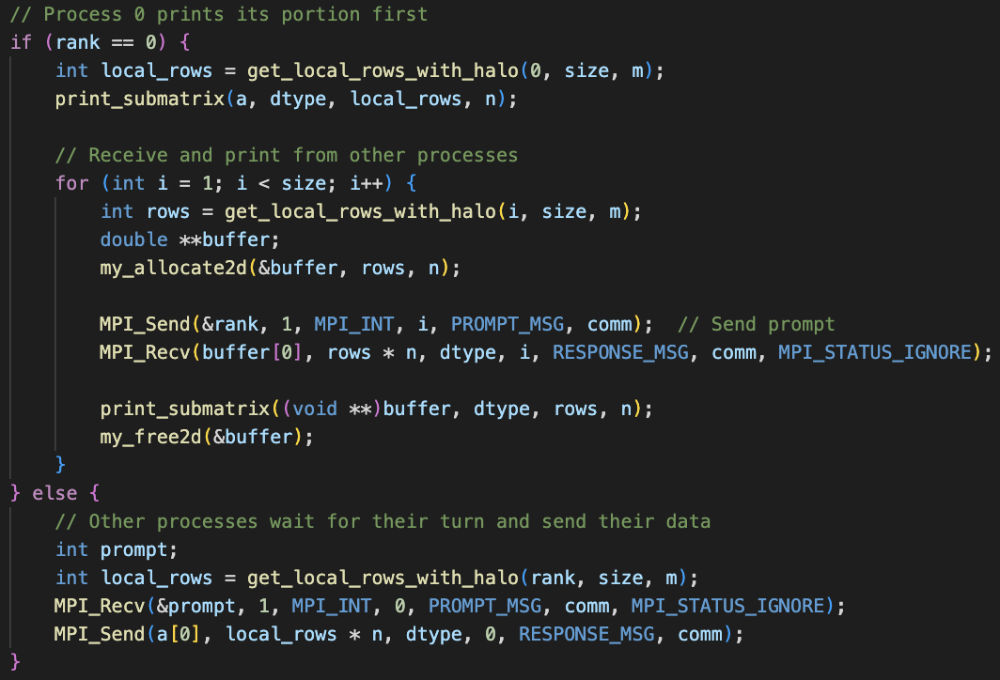 // Process 0 prints its portion first
if (rank == 0) {
    int local_rows = get_local_rows_with_halo(0, size, m);
    print_submatrix(a, dtype, local_rows, n);

    // Receive and print from other processes
    for (int i = 1; i < size; i++) {
        int rows = get_local_rows_with_halo(i, size, m);
        double **buffer;
        my_allocate2d(&buffer, rows, n);

        MPI_Send(&rank, 1, MPI_INT, i, PROMPT_MSG, comm);  // Send prompt
        MPI_Recv(buffer[0], rows * n, dtype, i, RESPONSE_MSG, comm, MPI_STATUS_IGNORE);

        print_submatrix((void **)buffer, dtype, rows, n);
        my_free2d(&buffer);
    }
} else {
    // Other processes wait for their turn and send their data
    int prompt;
    int local_rows = get_local_rows_with_halo(rank, size, m);
    MPI_Recv(&prompt, 1, MPI_INT, 0, PROMPT_MSG, comm, MPI_STATUS_IGNORE);
    MPI_Send(a[0], local_rows * n, dtype, 0, RESPONSE_MSG, comm);
}